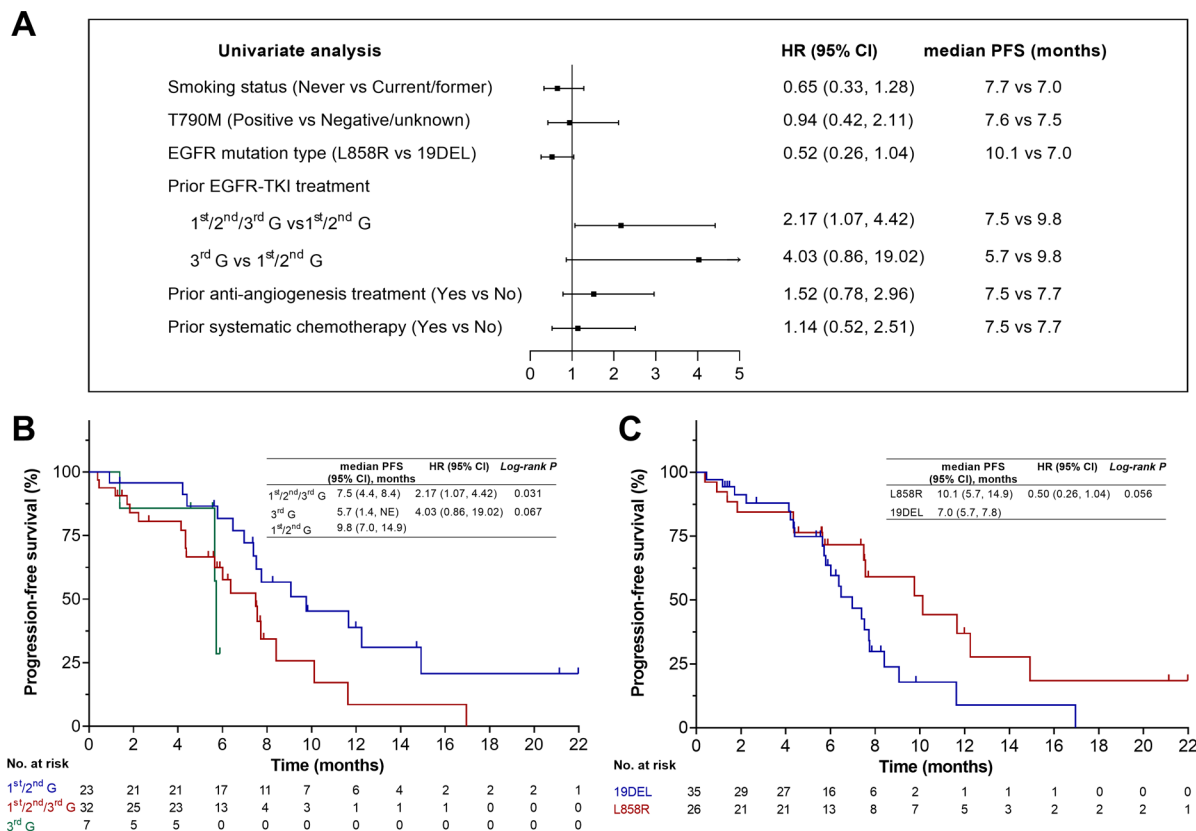 A
Univariate analysis HR (95% CI) median PFS (months)
Smoking status (Never vs Current/former) 0.65 (0.33, 1.28) 7.7 vs 7.0
T790M (Positive vs Negative/unknown) 0.94 (0.42, 2.11) 7.6 vs 7.5
EGFR mutation type (L858R vs 19DEL) 0.52 (0.26, 1.04) 10.1 vs 7.0
Prior EGFR-TKI treatment
1st/2nd/3rd G vs1st/2nd G 2.17 (1.07, 4.42) 7.5 vs 9.8
3rd G vs 1st/2nd G 4.03 (0.86, 19.02) 5.7 vs 9.8
Prior anti-angiogenesis treatment (Yes vs No) 1.52 (0.78, 2.96) 7.5 vs 7.7
Prior systematic chemotherapy (Yes vs No) 1.14 (0.52, 2.51) 7.5 vs 7.7
0 1 2 3 4 5
B
Progression-free survival (%)
100
75
50
25
0
median PFS HR (95% CI) Log-rank P
(95% CI), months
1st/2nd/3rd G 7.5 (4.4, 8.4) 2.17 (1.07, 4.42) 0.031
3rd G 5.7 (1.4, NE) 4.03 (0.86, 19.02) 0.067
1st/2nd G 9.8 (7.0, 14.9)
0 2 4 6 8 10 12 14 16 18 20 22
Time (months)
No. at risk
1st/2nd G 23 21 21 17 11 7 6 4 2 2 2 1
1st/2nd/3rd G 32 25 23 13 4 3 1 1 1 0 0 0
3rd G 7 5 5 0 0 0 0 0 0 0 0 0
C
Progression-free survival (%)
100
75
50
25
0
median PFS HR (95% CI) Log-rank P
(95% CI), months
L858R 10.1 (5.7, 14.9) 0.50 (0.26, 1.04) 0.056
19DEL 7.0 (5.7, 7.8)
0 2 4 6 8 10 12 14 16 18 20 22
Time (months)
No. at risk
19DEL 35 29 27 16 6 2 1 1 1 0 0 0
L858R 26 21 21 13 8 7 5 3 2 2 2 1